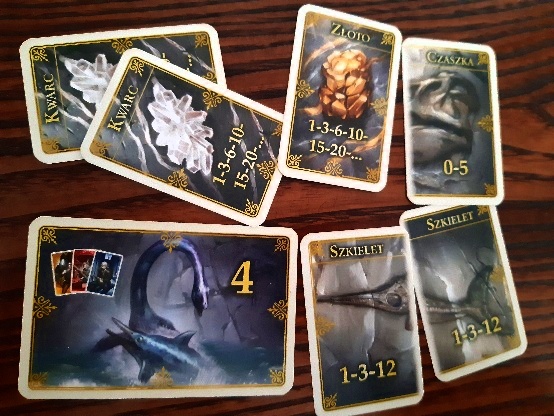 Kwarc
Kwarc
1-3-6-10-
15-20-...
Złoto
1-3-6-10-
15-20-...
Czaszka
0-5
4
Szkielet
1-3-12
Szkielet
1-3-12